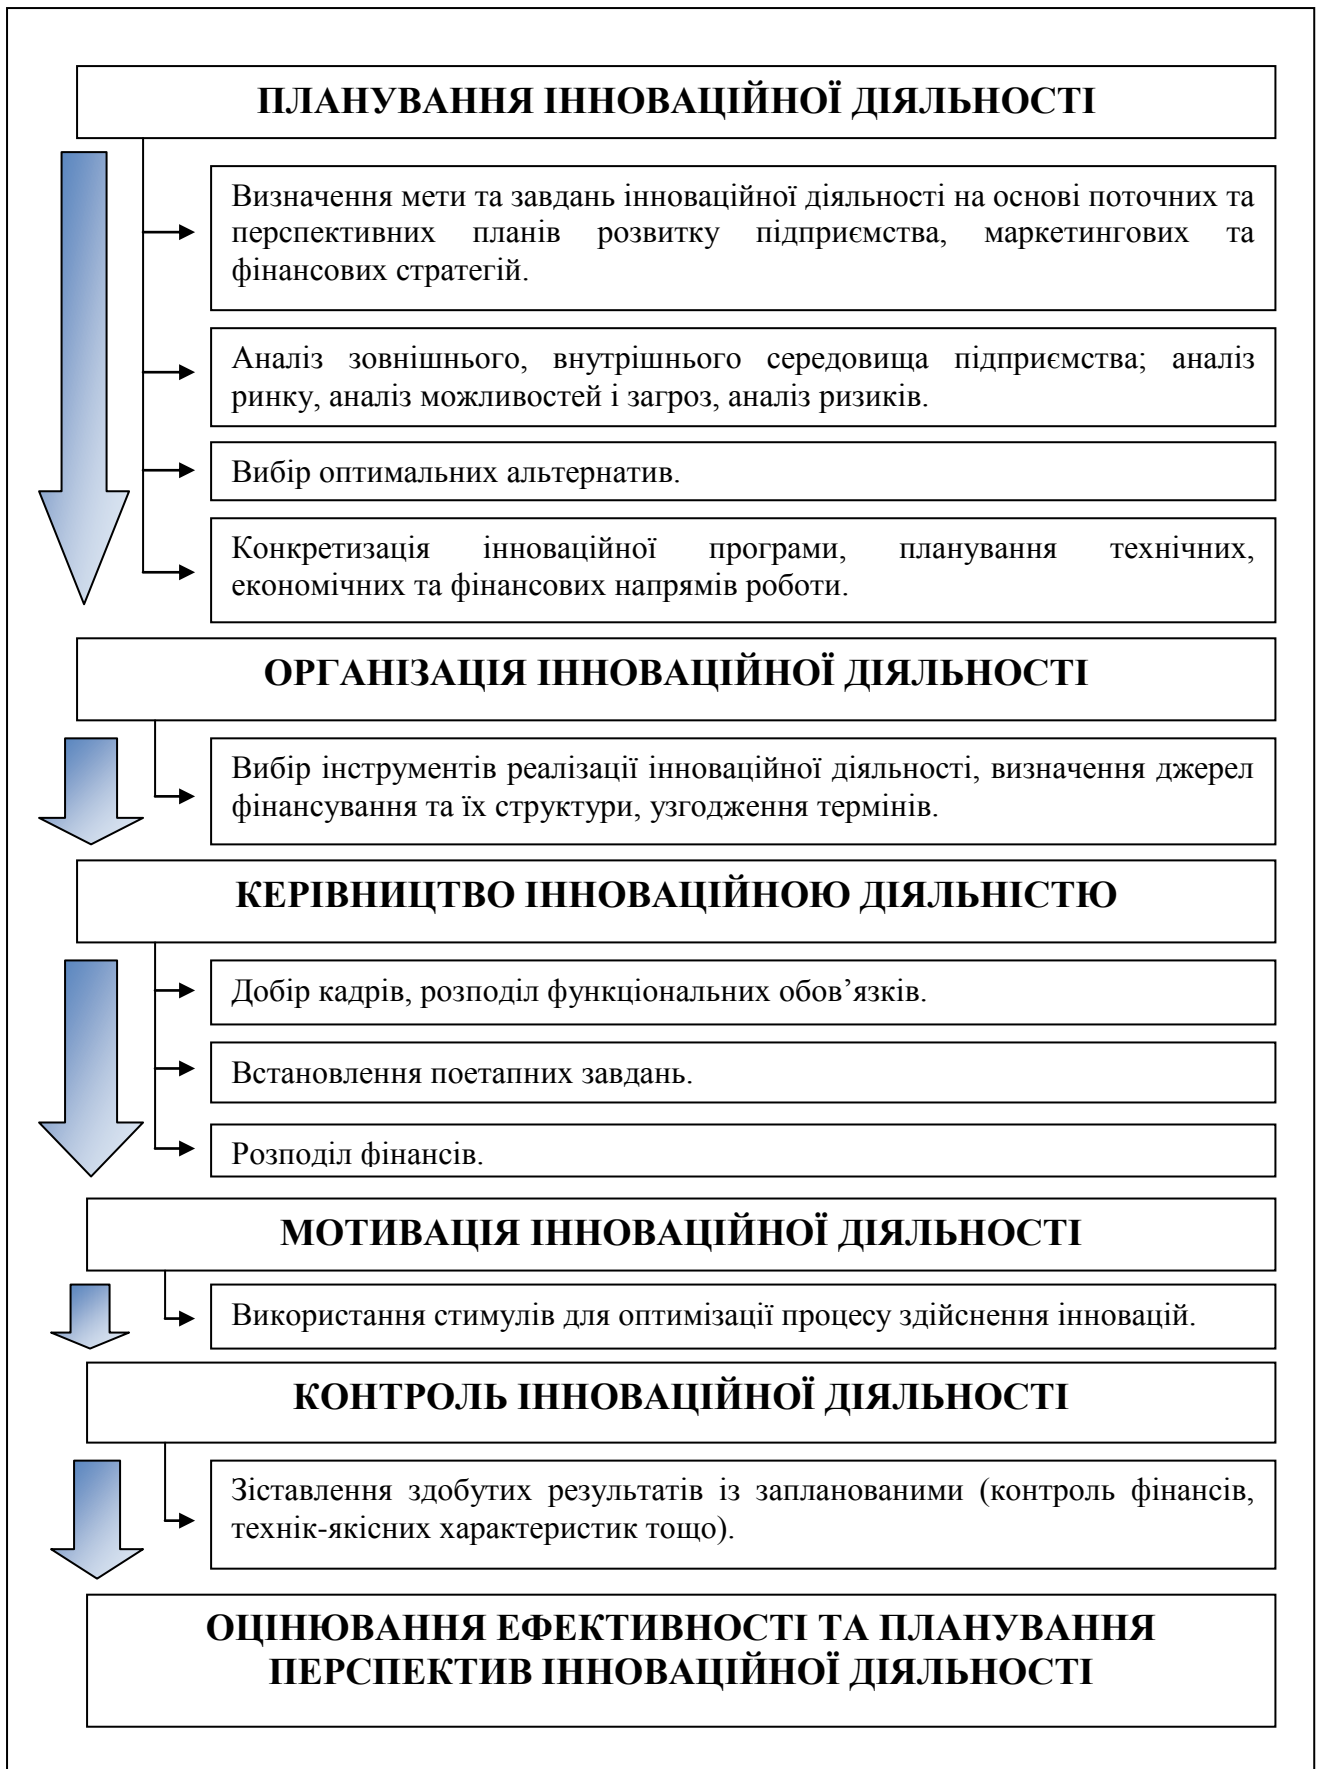 ПЛАНУВАННЯ ІННОВАЦІЙНОЇ ДІЯЛЬНОСТІ
Визначення мети та завдань інноваційної діяльності на основі поточних та
перспективних планів розвитку підприємства, маркетингових та
фінансових стратегій.
Аналіз зовнішнього, внутрішнього середовища підприємства; аналіз
ринку, аналіз можливостей і загроз, аналіз ризиків.
Вибір оптимальних альтернатив.
Конкретизація інноваційної програми, планування технічних,
економічних та фінансових напрямів роботи.
ОРГАНІЗАЦІЯ ІННОВАЦІЙНОЇ ДІЯЛЬНОСТІ
Вибір інструментів реалізації інноваційної діяльності, визначення джерел
фінансування та їх структури, узгодження термінів.
КЕРІВНИЦТВО ІННОВАЦІЙНОЮ ДІЯЛЬНІСТЮ
Добір кадрів, розподіл функціональних обов’язків.
Встановлення поетапних завдань.
Розподіл фінансів.
МОТИВАЦІЯ ІННОВАЦІЙНОЇ ДІЯЛЬНОСТІ
Використання стимулів для оптимізації процесу здійснення інновацій.
КОНТРОЛЬ ІННОВАЦІЙНОЇ ДІЯЛЬНОСТІ
Зіставлення здобутих результатів із запланованими (контроль фінансів,
технік-якісних характеристик тощо).
ОЦІНЮВАННЯ ЕФЕКТИВНОСТІ ТА ПЛАНУВАННЯ
ПЕРСПЕКТИВ ІННОВАЦІЙНОЇ ДІЯЛЬНОСТІ